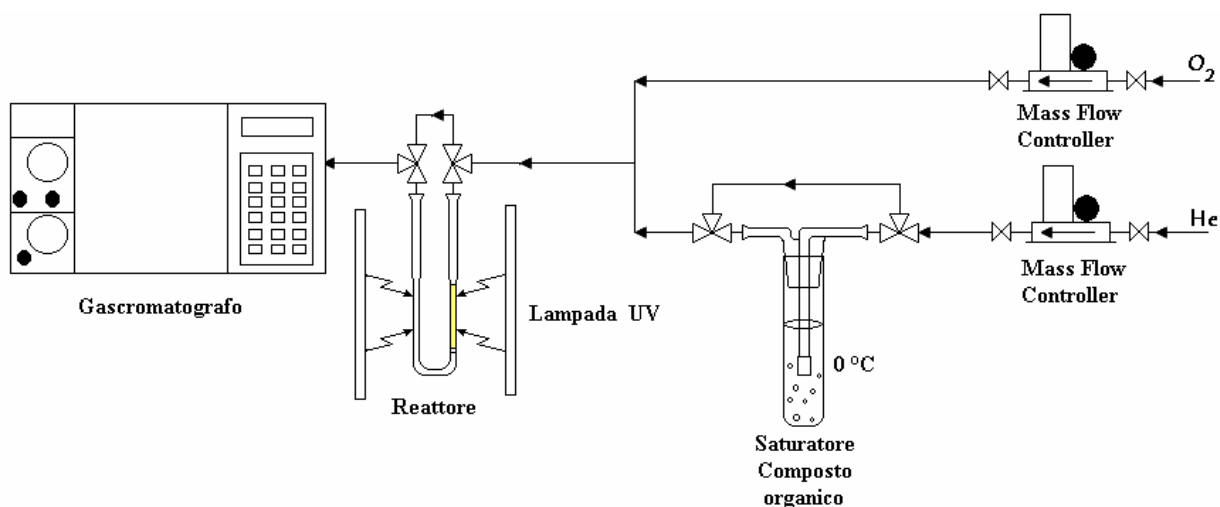 O2
Mass Flow
Controller
He
Mass Flow
Controller
Gascromatografo
Lampada UV
Reattore
0 °C
Saturatore
Composto
organico